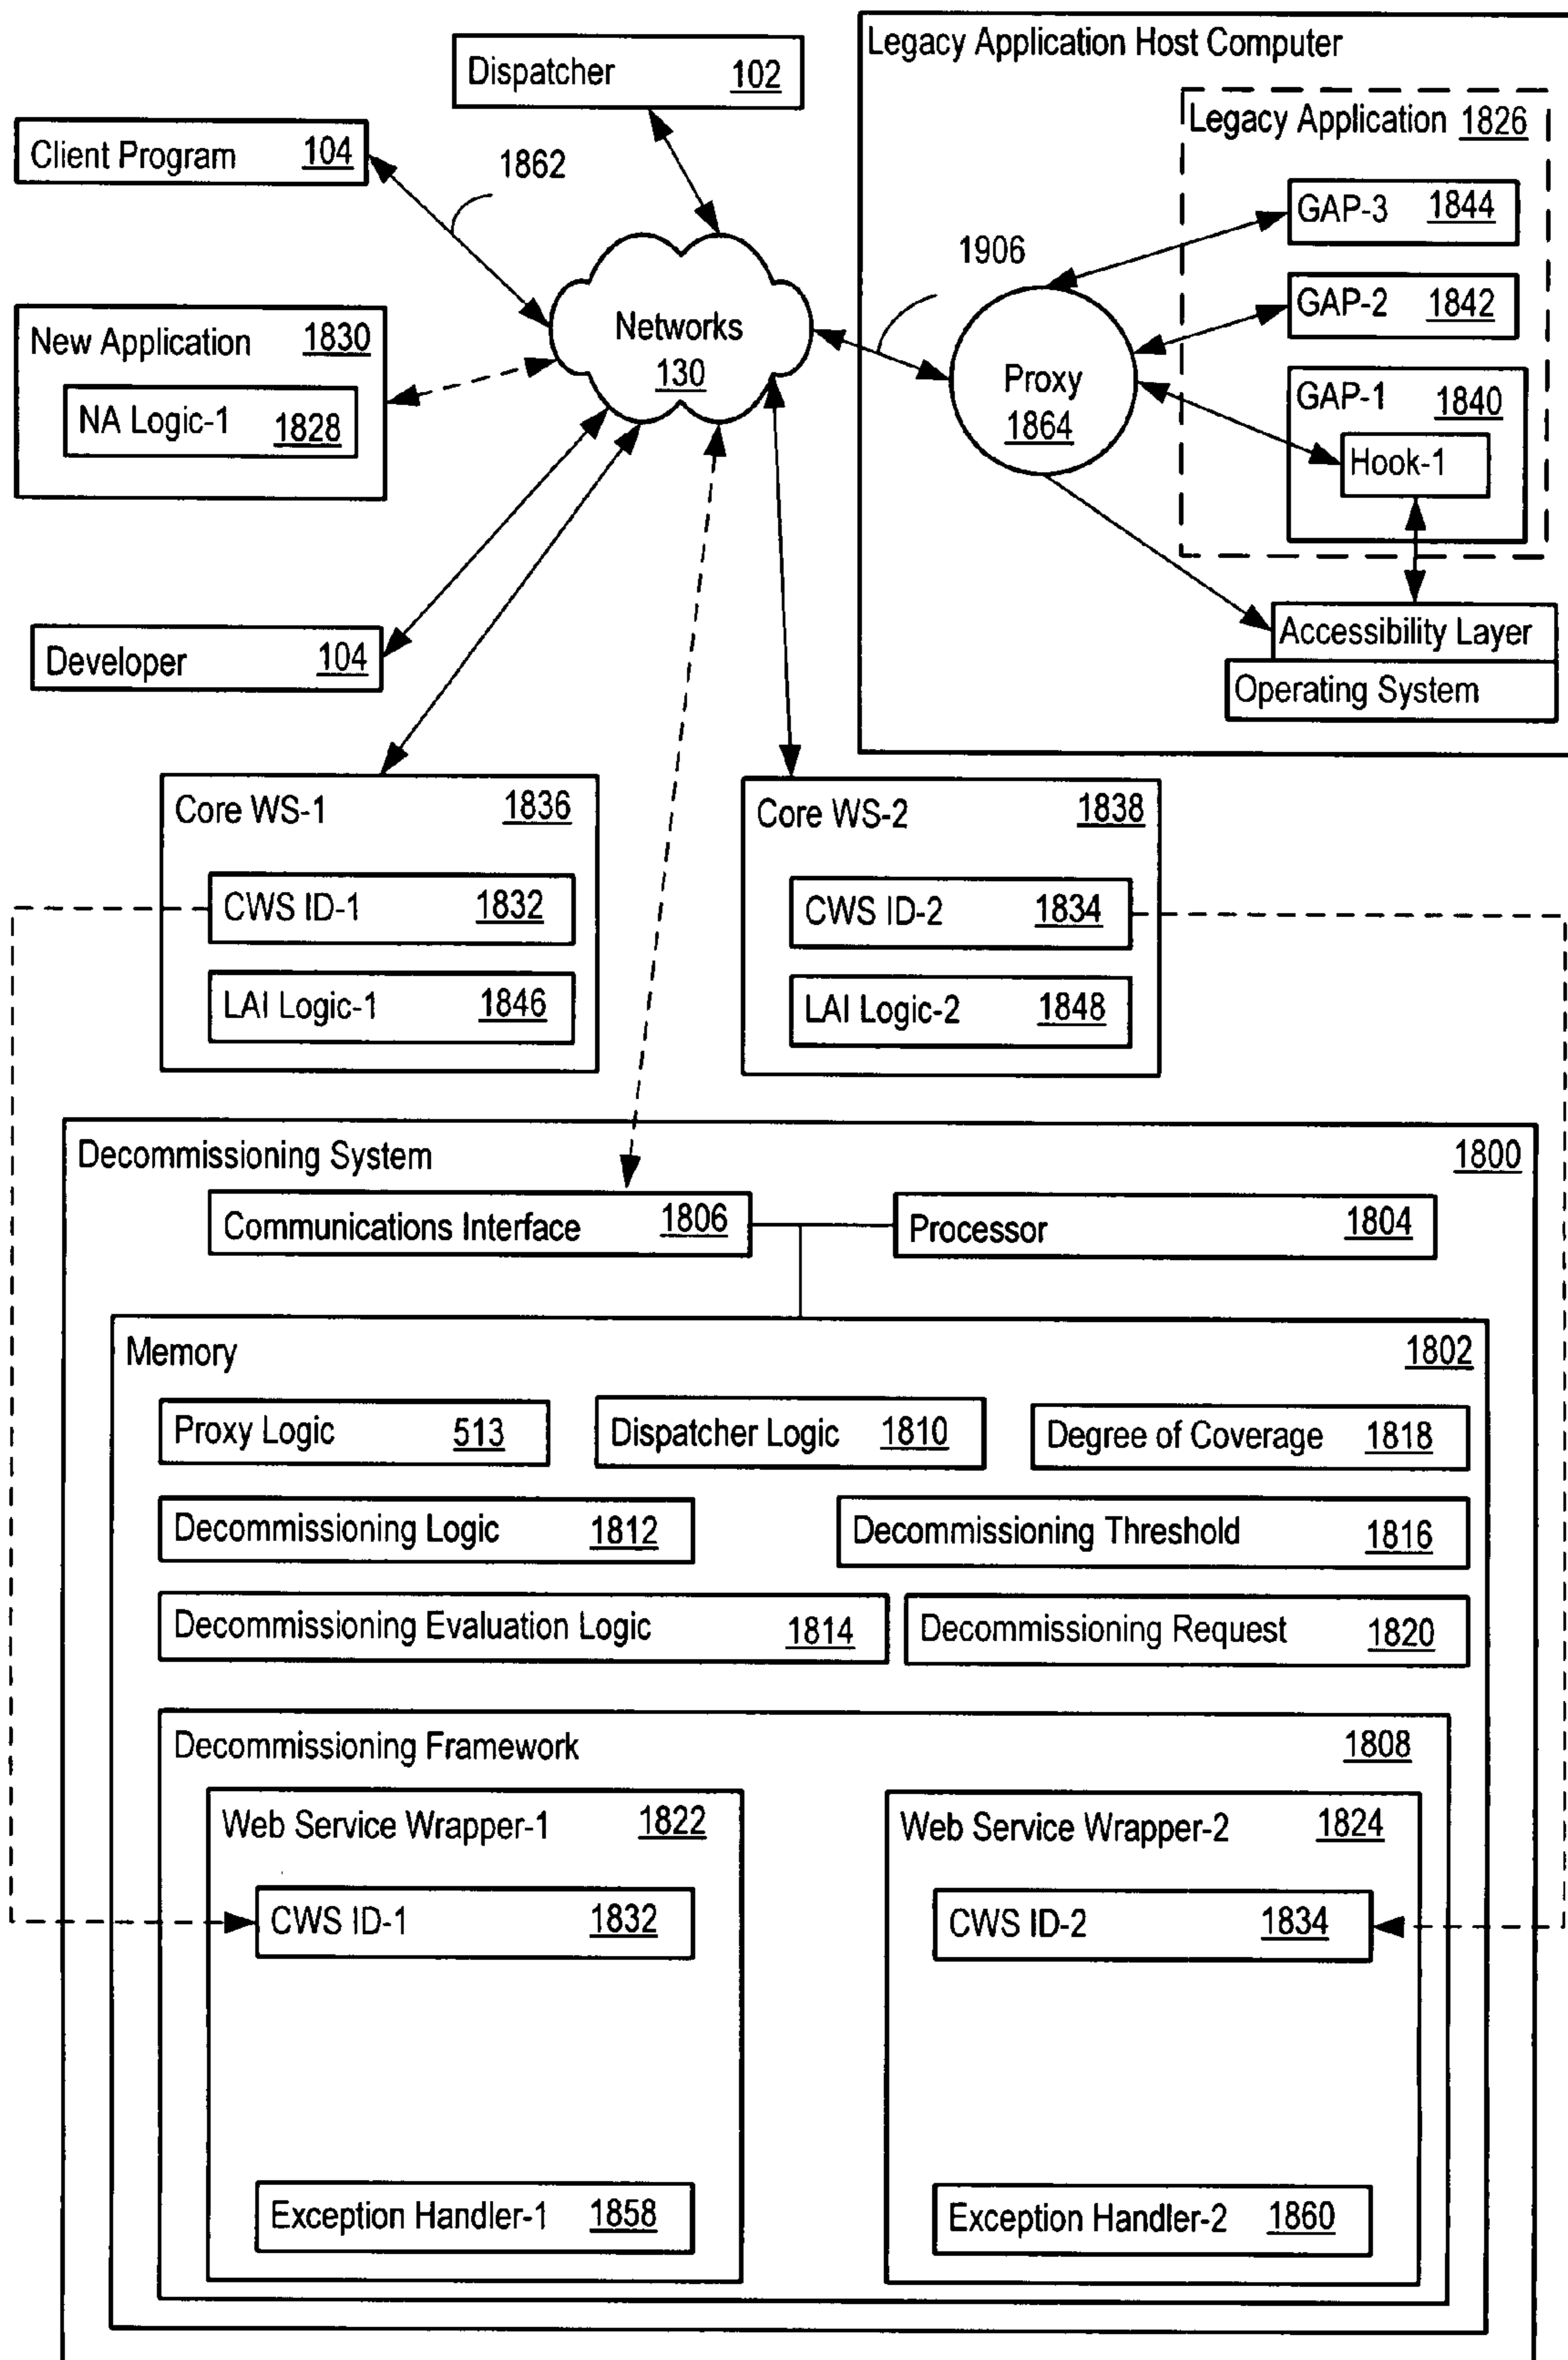 Legacy Application Host Computer
Dispatcher 102
Legacy Application 1826
Client Program 104
1862
GAP-3 1844
1906
GAP-2 1842
New Application 1830
Networks
130
Proxy
1864
GAP-1 1840
NA Logic-1 1828
Hook-1
Accessibility Layer
Developer 104
Operating System
Core WS-1 1836
Core WS-2 1838
CWS ID-1 1832
CWS ID-2 1834
LAI Logic-1 1846
LAI Logic-2 1848
Decommissioning System 1800
Communications Interface 1806
Processor 1804
Memory 1802
Proxy Logic 513
Dispatcher Logic 1810
Degree of Coverage 1818
Decommissioning Logic 1812
Decommissioning Threshold 1816
Decommissioning Evaluation Logic 1814
Decommissioning Request 1820
Decommissioning Framework 1808
Web Service Wrapper-1 1822
Web Service Wrapper-2 1824
CWS ID-1 1832
CWS ID-2 1834
Exception Handler-1 1858
Exception Handler-2 1860